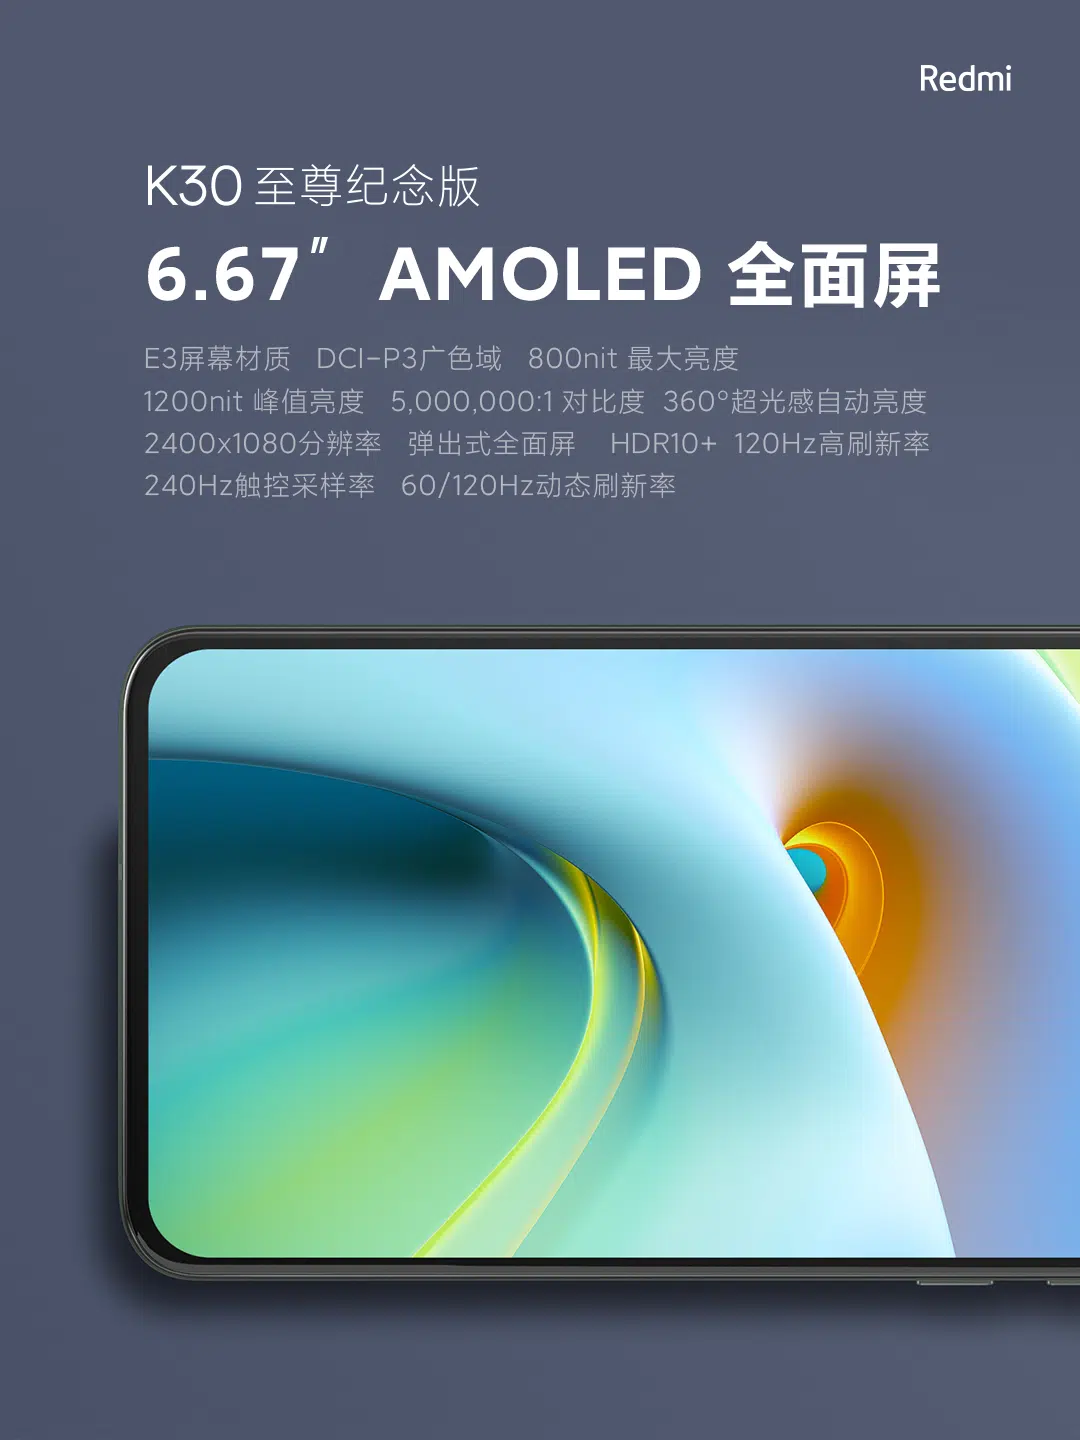 Redmi
K30 至尊纪念版
6.67″ AMOLED 全面屏
E3屏幕材质 DCI-P3广色域 800nit 最大亮度
1200nit 峰值亮度 5,000,000:1 对比度 360°超光感自动亮度
2400x1080分辨率 弹出式全面屏 HDR10+ 120Hz高刷新率
240Hz触控采样率 60/120Hz动态刷新率